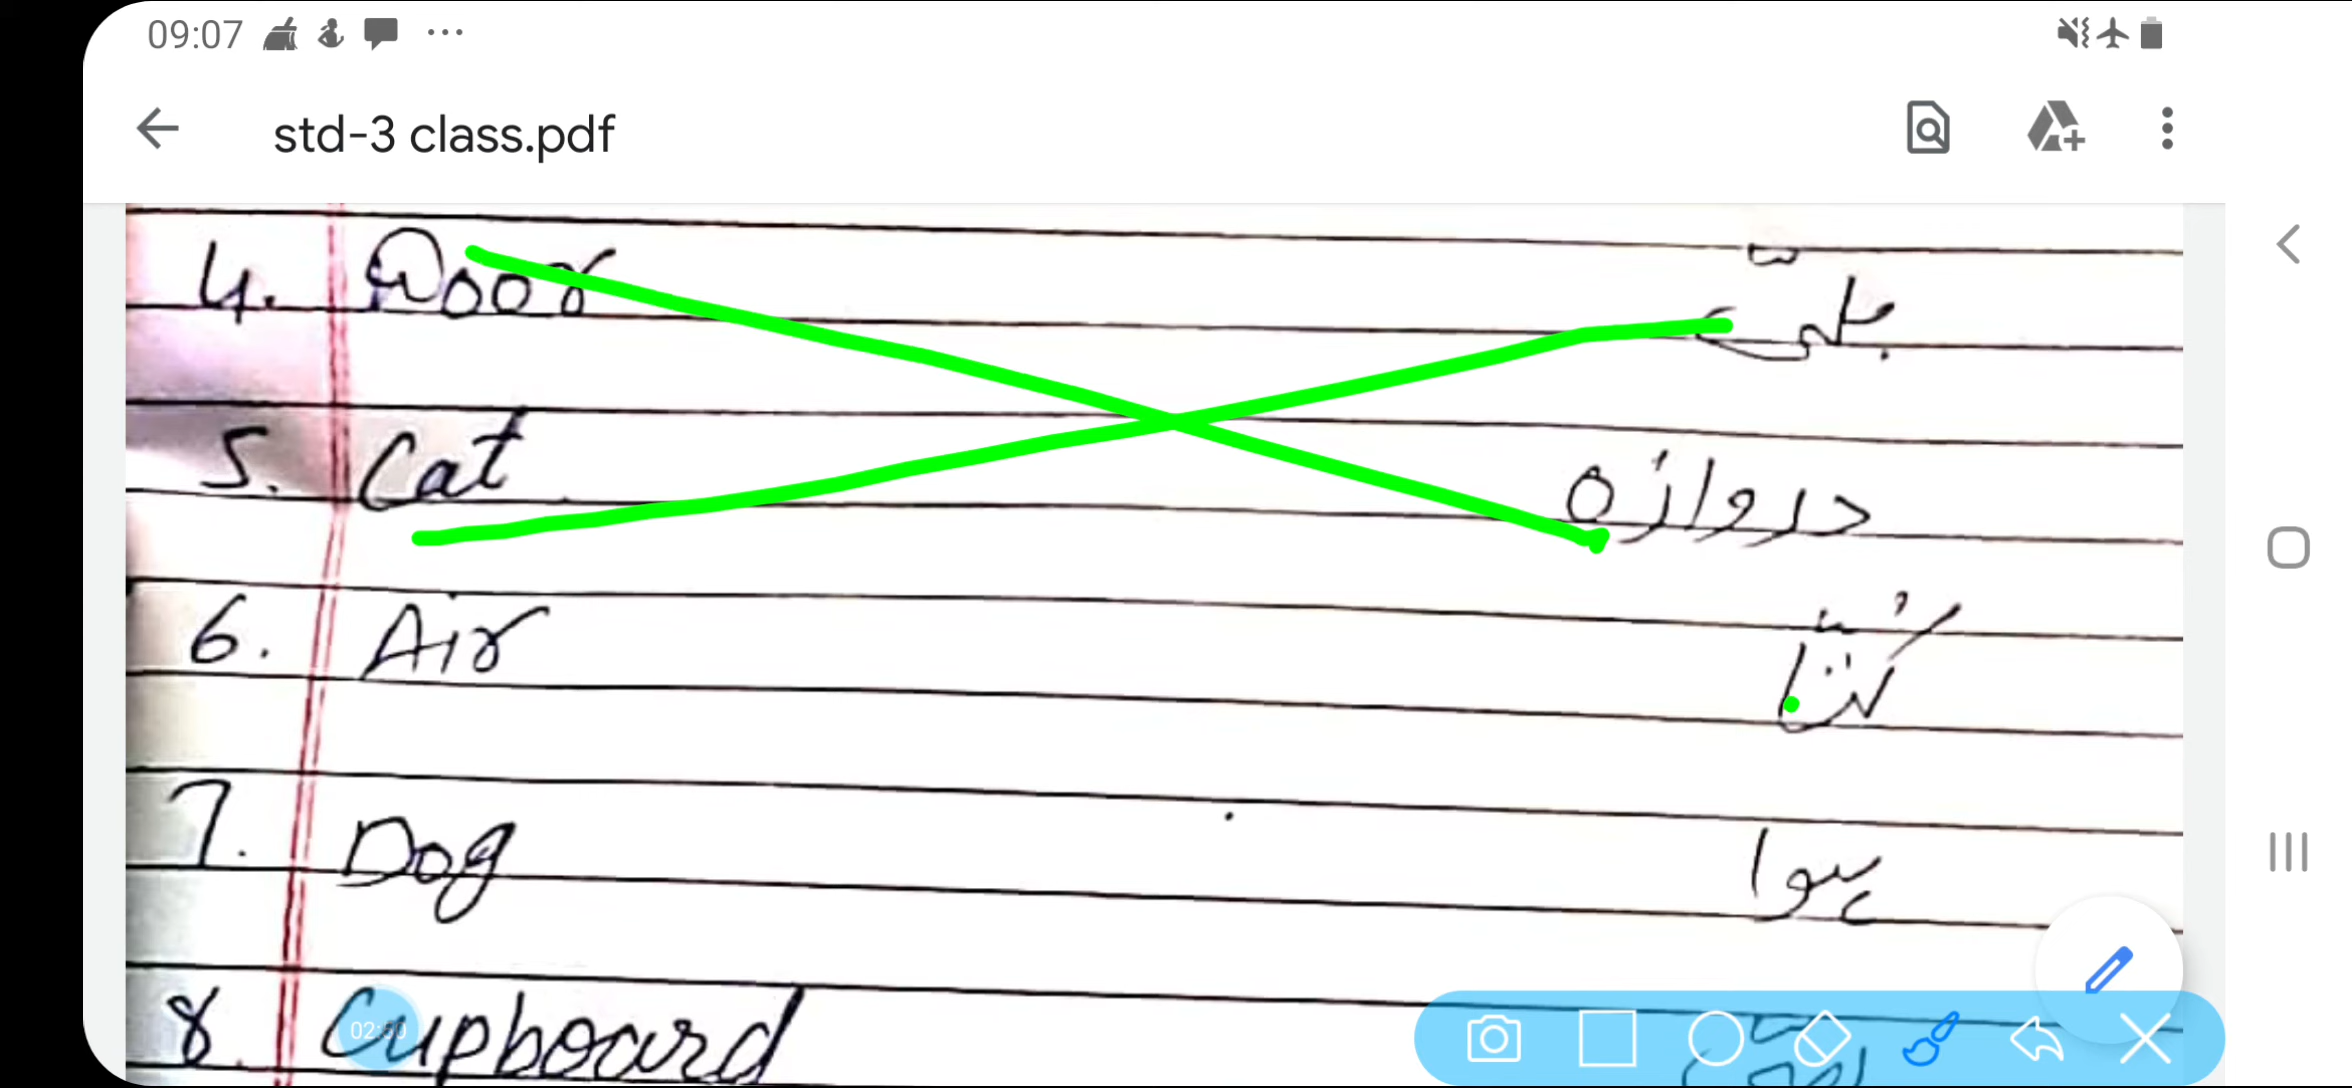 09:07
std-3 class.pdf
4. Door بلی
5. Cat دروازہ
6. Air کتا
7. Dog ہوا
8. Cupboard